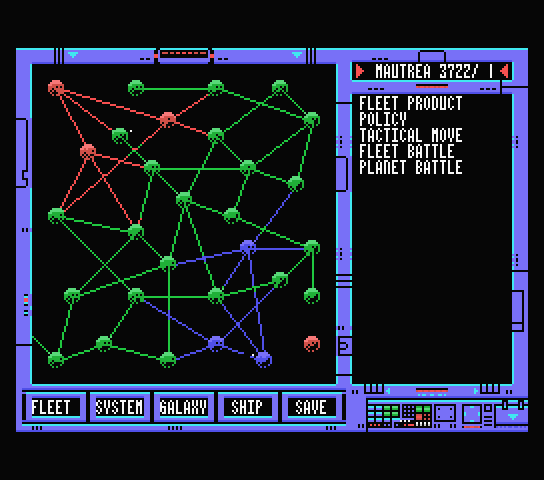 MAUTREA 3722/ 1
FLEET PRODUCT
POLICY
TACTICAL MOVE
FLEET BATTLE
PLANET BATTLE
FLEET SYSTEM GALAXY SHIP SAVE